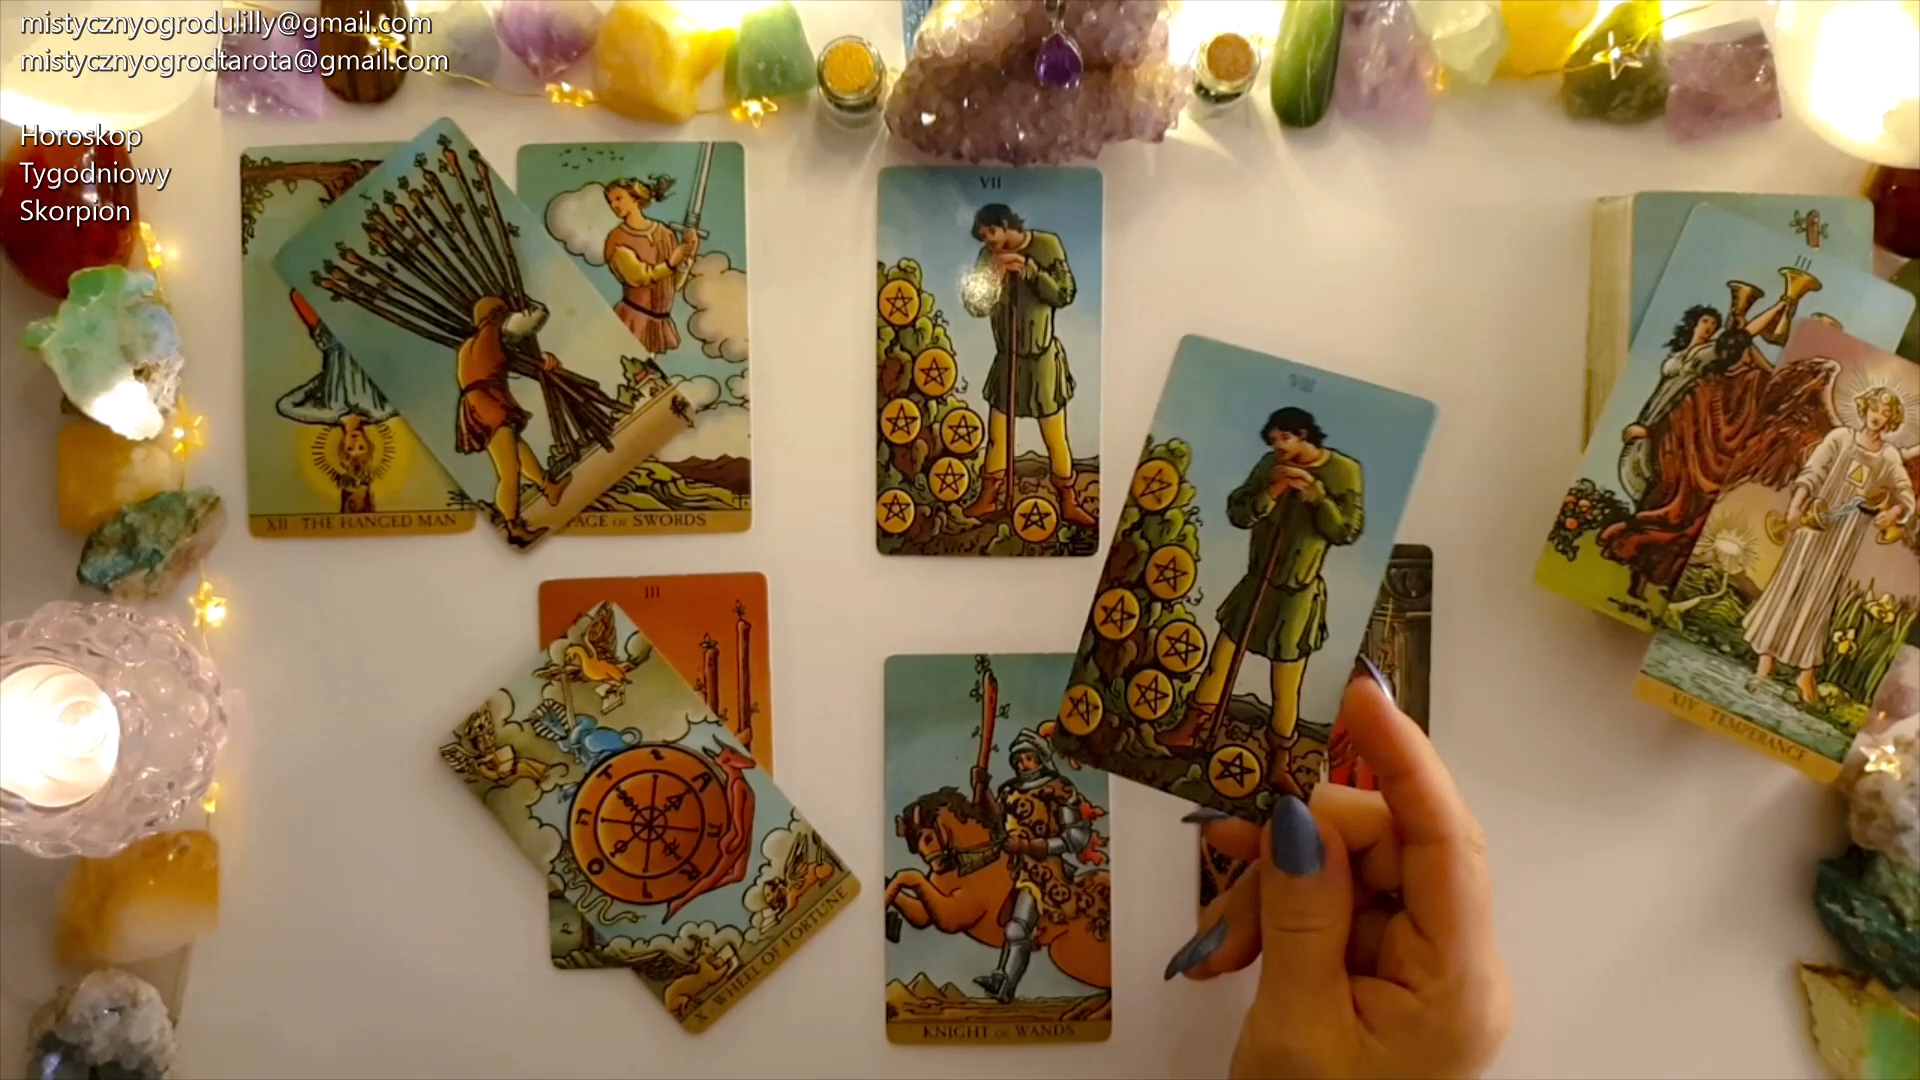 mistycznyogrodulilly@gmail.com
mistycznyogrodtarota@gmail.com
Horoskop
Tygodniowy
Skorpion
VII
III
XII THE HANGED MAN
PAGE OF SWORDS
III
X WHEEL OF FORTUNE
KNIGHT OF WANDS
XIV TEMPERANCE